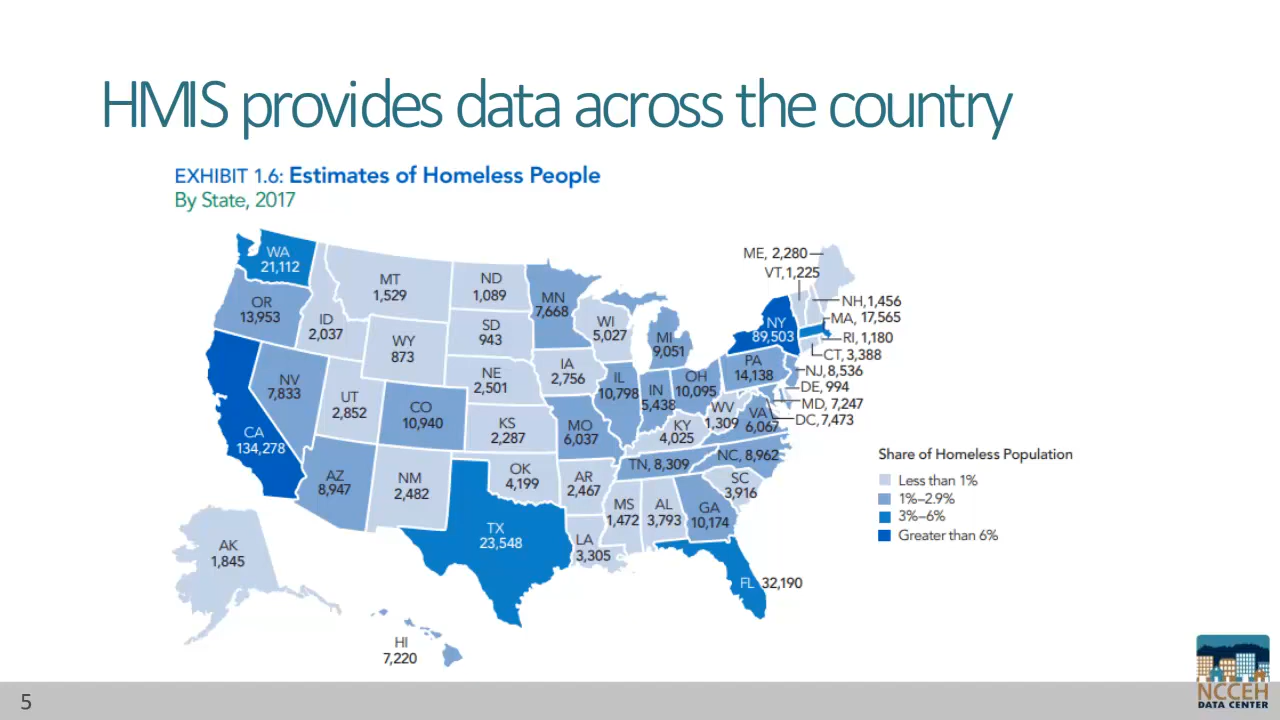 HMIS provides data across the country
EXHIBIT 1.6: Estimates of Homeless People
By State, 2017
WA
21,112
OR
13,953
CA
134,278
ID
2,037
NV
7,833
MT
1,529
WY
873
UT
2,852
AZ
8,947
CO
10,940
NM
2,482
ND
1,089
SD
943
NE
2,501
KS
2,287
OK
4,199
TX
23,548
MN
7,668
IA
2,756
MO
6,037
AR
2,467
LA
3,305
WI
5,027
IL
10,798
MI
9,051
IN
5,438
OH
10,095
KY
4,025
TN, 8,309
MS
1,472
AL
3,793
GA
10,174
FL 32,190
SC
3,916
NC, 8,962
WV
1,309
VA
6,067
PA
14,138
NY
89,503
ME, 2,280
VT, 1,225
NH, 1,456
MA, 17,565
RI, 1,180
CT, 3,388
NJ, 8,536
DE, 994
MD, 7,247
DC, 7,473
AK
1,845
HI
7,220
Share of Homeless Population
Less than 1%
1%–2.9%
3%–6%
Greater than 6%
NCCEH
DATA CENTER
5